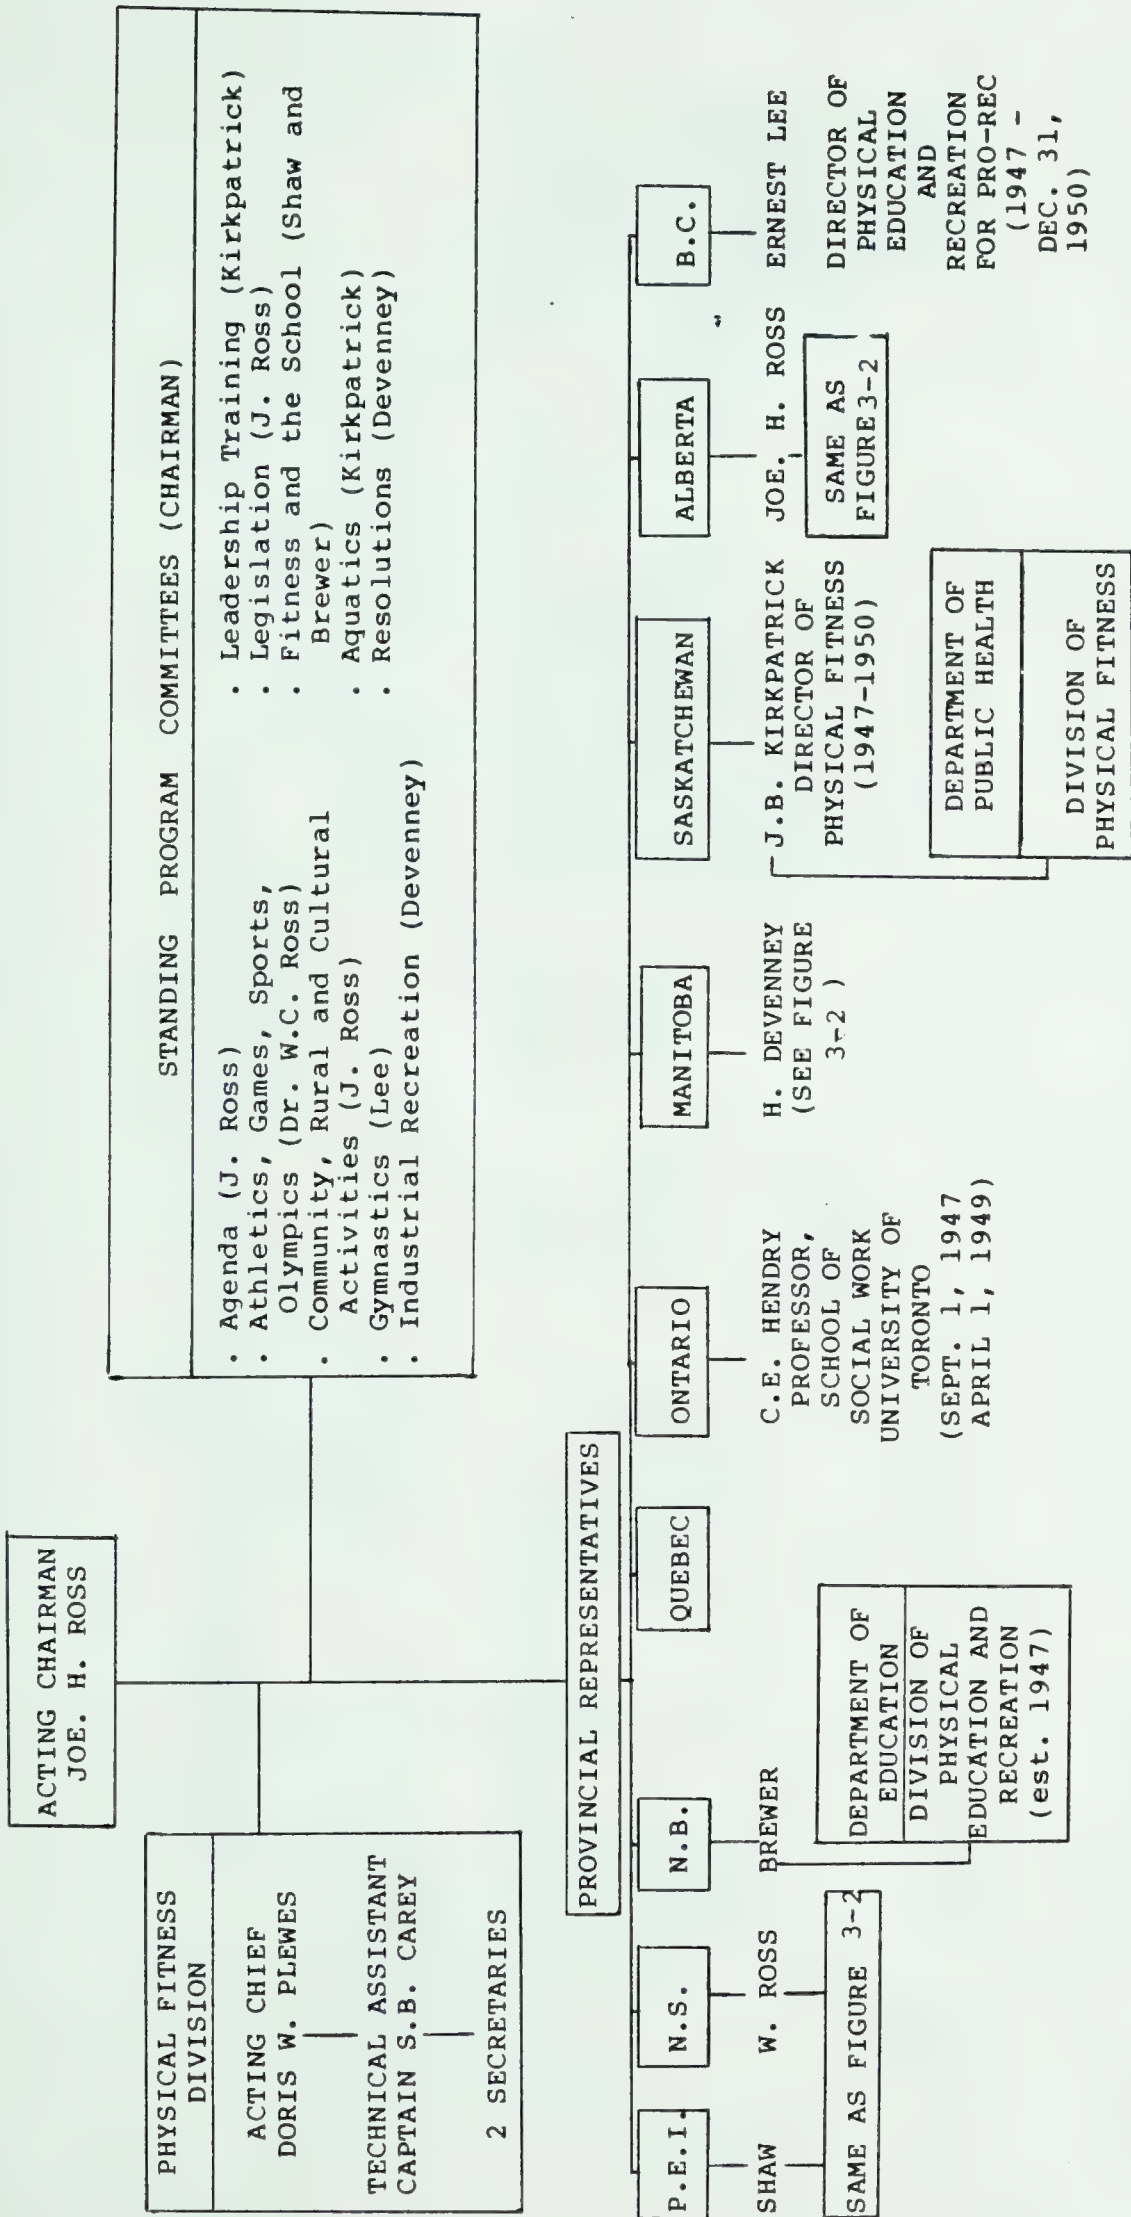 ACTING CHAIRMAN
JOE. H. ROSS
PHYSICAL FITNESS
DIVISION
ACTING CHIEF
DORIS W. PLEWES
TECHNICAL ASSISTANT
CAPTAIN S.B. CAREY
2 SECRETARIES
STANDING PROGRAM COMMITTEES (CHAIRMAN)
. Agenda (J. Ross)
. Athletics, Games, Sports,
Olympics (Dr. W.C. Ross)
. Community, Rural and Cultural
Activities (J. Ross)
. Gymnastics (Lee)
. Industrial Recreation (Devenney)
. Leadership Training (Kirkpatrick)
. Legislation (J. Ross)
. Fitness and the School (Shaw and
Brewer)
. Aquatics (Kirkpatrick)
. Resolutions (Devenney)
PROVINCIAL REPRESENTATIVES
P.E.I.
SHAW
N.S.
W. ROSS
SAME AS FIGURE 3-2
N.B.
BREWER
DEPARTMENT OF
EDUCATION
DIVISION OF
PHYSICAL
EDUCATION AND
RECREATION
(est. 1947)
QUEBEC
ONTARIO
C.E. HENDRY
PROFESSOR,
SCHOOL OF
SOCIAL WORK
UNIVERSITY OF
TORONTO
(SEPT. 1, 1947
APRIL 1, 1949)
MANITOBA
H. DEVENNEY
(SEE FIGURE
3-2 )
SASKATCHEWAN
J.B. KIRKPATRICK
DIRECTOR OF
PHYSICAL FITNESS
(1947-1950)
DEPARTMENT OF
PUBLIC HEALTH
DIVISION OF
PHYSICAL FITNESS
ALBERTA
JOE. H. ROSS
SAME AS
FIGURE 3-2
B.C.
ERNEST LEE
DIRECTOR OF
PHYSICAL
EDUCATION
AND
RECREATION
FOR PRO-REC
(1947 -
DEC. 31,
1950)